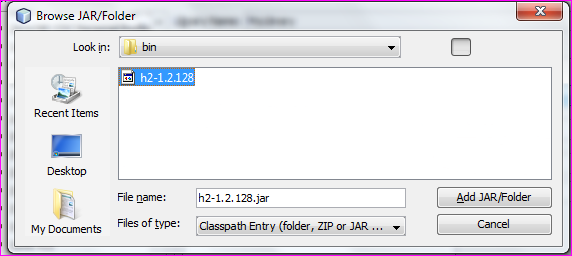 Browse JAR/Folder
Look in:
bin
h2-1.2.128
Recent Items
Desktop
My Documents
File name:
h2-1.2.128.jar
Add JAR/Folder
Files of type:
Classpath Entry (folder, ZIP or JAR ...
Cancel